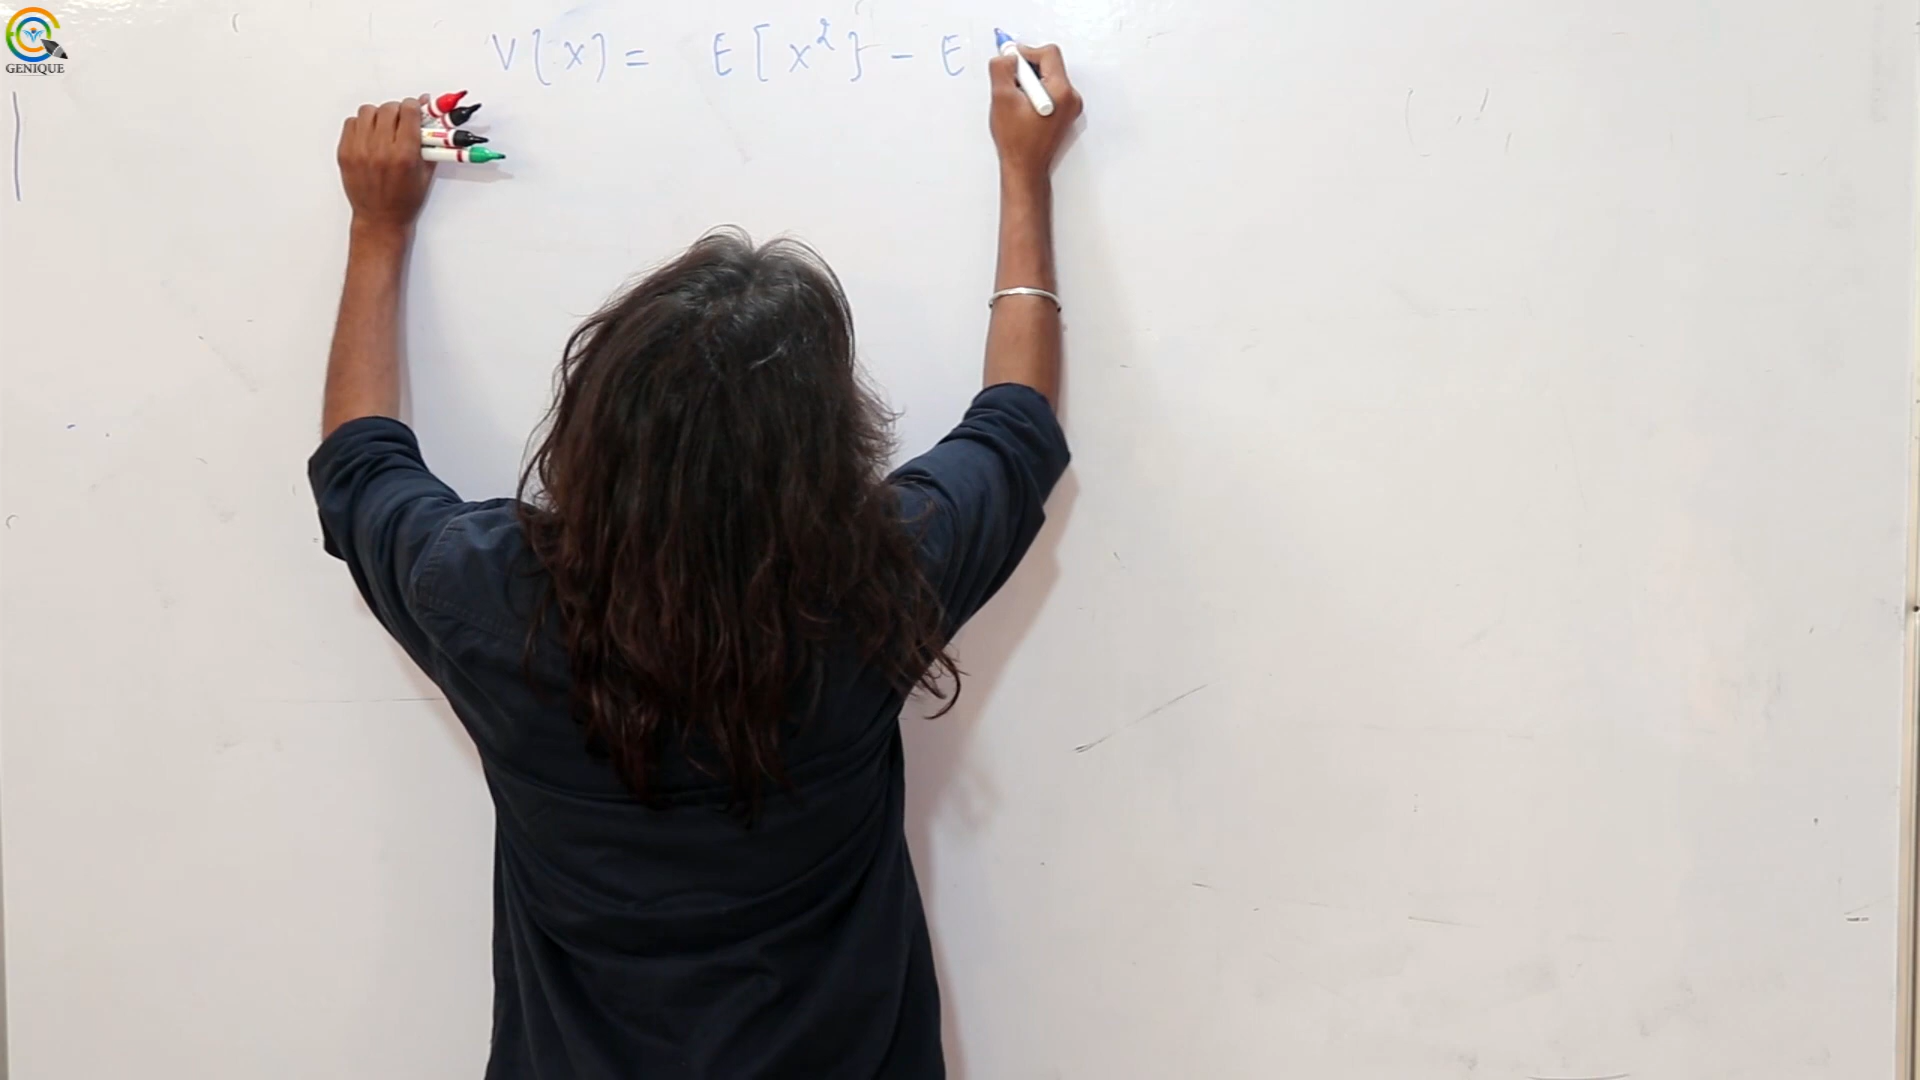 GENIQUE
V[X] = E[X²} - E